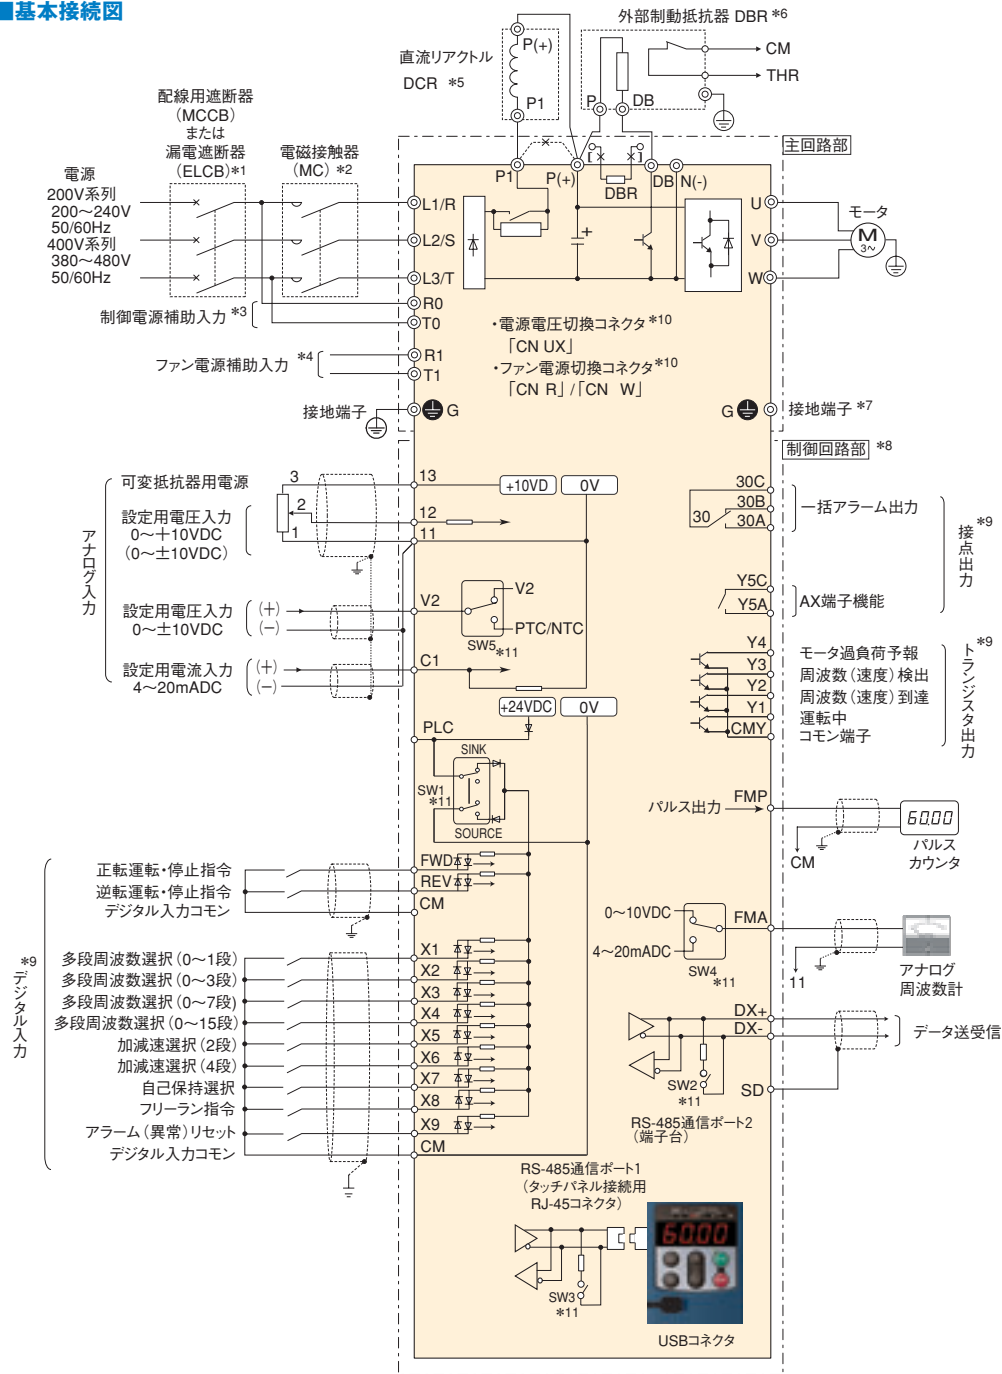 ■基本接続図
外部制動抵抗器 DBR *6
直流リアクトル
DCR *5
P(+)
P1
CM
THR
P
DB
配線用遮断器
(MCCB)
または
漏電遮断器
(ELCB)*1
電磁接触器
(MC) *2
主回路部
電源
200V系列
200～240V
50/60Hz
400V系列
380～480V
50/60Hz
P1
P(+)
DBR
DB
N(-)
L1/R
L2/S
L3/T
R0
T0
R1
T1
U
V
W
モータ
M
3～
制御電源補助入力 *3
ファン電源補助入力 *4
・電源電圧切換コネクタ*10
「CN UX」
・ファン電源切換コネクタ*10
「CN R」/「CN W」
接地端子
G
G
接地端子 *7
制御回路部 *8
アナログ入力
可変抵抗器用電源
3
2
1
設定用電圧入力
0～+10VDC
(0～±10VDC)
13
12
11
+10VD
0V
30C
30B
30
30A
一括アラーム出力
*9
接点出力
設定用電圧入力
0～±10VDC
(+)
(-)
V2
V2
PTC/NTC
SW5*11
Y5C
Y5A
AX端子機能
設定用電流入力
4～20mADC
(+)
(-)
C1
Y4
Y3
Y2
Y1
CMY
モータ過負荷予報
周波数(速度)検出
周波数(速度)到達
運転中
コモン端子
*9
トランジスタ出力
+24VDC
0V
PLC
SINK
SW1
*11
SOURCE
パルス出力
FMP
CM
60.00
パルス
カウンタ
*9
デジタル入力
正転運転・停止指令
逆転運転・停止指令
デジタル入力コモン
FWD
REV
CM
0～10VDC
4～20mADC
SW4
*11
FMA
11
アナログ
周波数計
多段周波数選択(0～1段)
多段周波数選択(0～3段)
多段周波数選択(0～7段)
多段周波数選択(0～15段)
加減速選択(2段)
加減速選択(4段)
自己保持選択
フリーラン指令
アラーム(異常)リセット
デジタル入力コモン
X1
X2
X3
X4
X5
X6
X7
X8
X9
CM
DX+
DX-
SD
データ送受信
SW2
*11
RS-485通信ポート2
(端子台)
RS-485通信ポート1
(タッチパネル接続用
RJ-45コネクタ)
SW3
*11
60.00
USBコネクタ